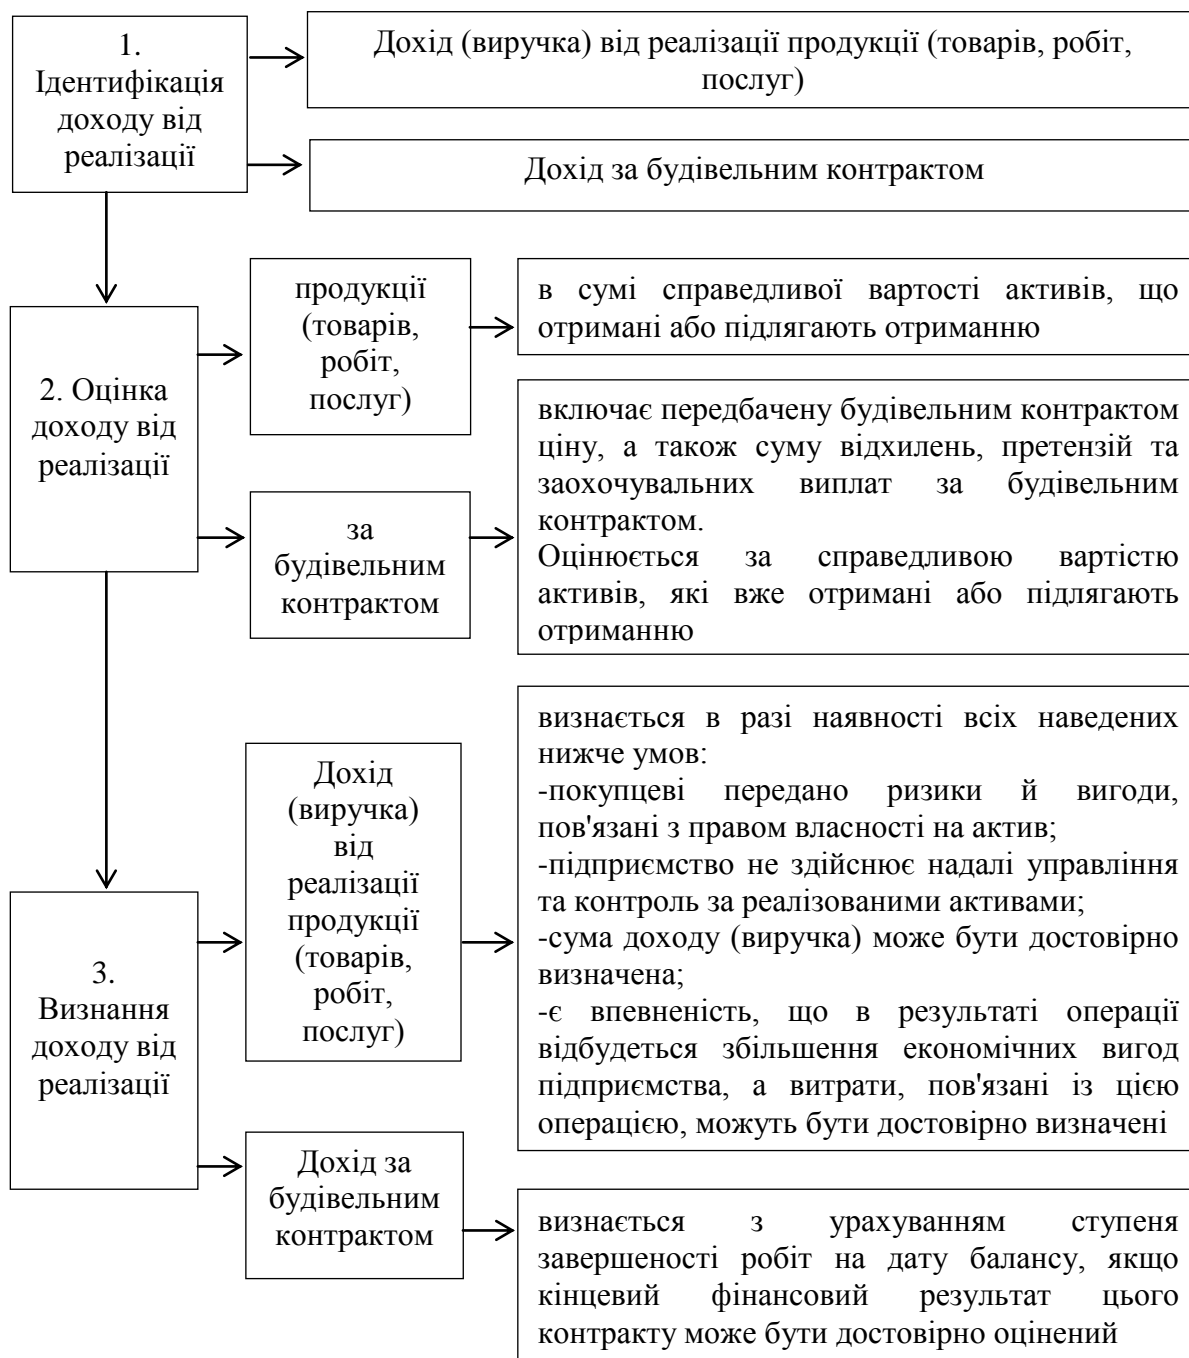 1.
Ідентифікація
доходу від
реалізації
Дохід (виручка) від реалізації продукції (товарів, робіт,
послуг)
Дохід за будівельним контрактом
2. Оцінка
доходу від
реалізації
продукції
(товарів,
робіт,
послуг)
в сумі справедливої вартості активів, що
отримані або підлягають отриманню
за
будівельним
контрактом
включає передбачену будівельним контрактом
ціну, а також суму відхилень, претензій та
заохочувальних виплат за будівельним
контрактом.
Оцінюється за справедливою вартістю
активів, які вже отримані або підлягають
отриманню
3.
Визнання
доходу від
реалізації
Дохід
(виручка)
від
реалізації
продукції
(товарів,
робіт,
послуг)
визнається в разі наявності всіх наведених
нижче умов:
-покупцеві передано ризики й вигоди,
пов'язані з правом власності на актив;
-підприємство не здійснює надалі управління
та контроль за реалізованими активами;
-сума доходу (виручка) може бути достовірно
визначена;
-є впевненість, що в результаті операції
відбудеться збільшення економічних вигод
підприємства, а витрати, пов'язані із цією
операцією, можуть бути достовірно визначені
Дохід за
будівельним
контрактом
визнається з урахуванням ступеня
завершеності робіт на дату балансу, якщо
кінцевий фінансовий результат цього
контракту може бути достовірно оцінений